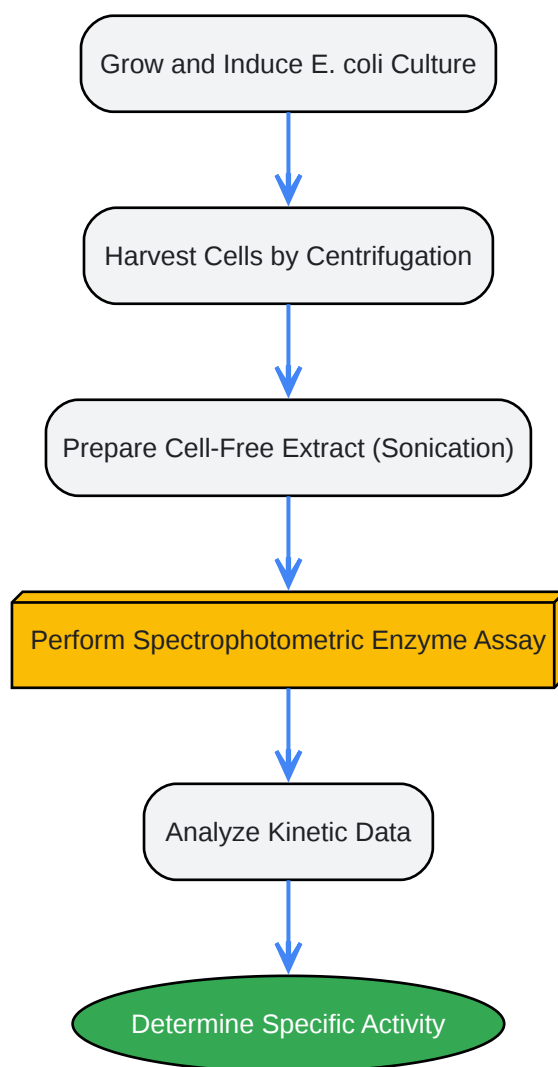 Grow and Induce E. coli Culture
Harvest Cells by Centrifugation
Prepare Cell-Free Extract (Sonication)
Perform Spectrophotometric Enzyme Assay
Analyze Kinetic Data
Determine Specific Activity